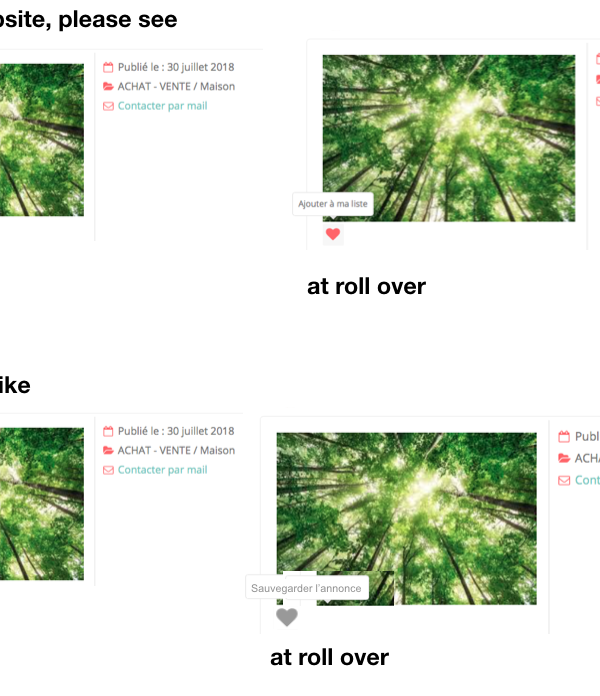 site, please see
Publié le : 30 juillet 2018
ACHAT - VENTE / Maison
Contacter par mail
Ajouter à ma liste
at roll over
ike
Publié le : 30 juillet 2018
ACHAT - VENTE / Maison
Contacter par mail
Publ
ACHA
Cont
Sauvegarder l'annonce
at roll over